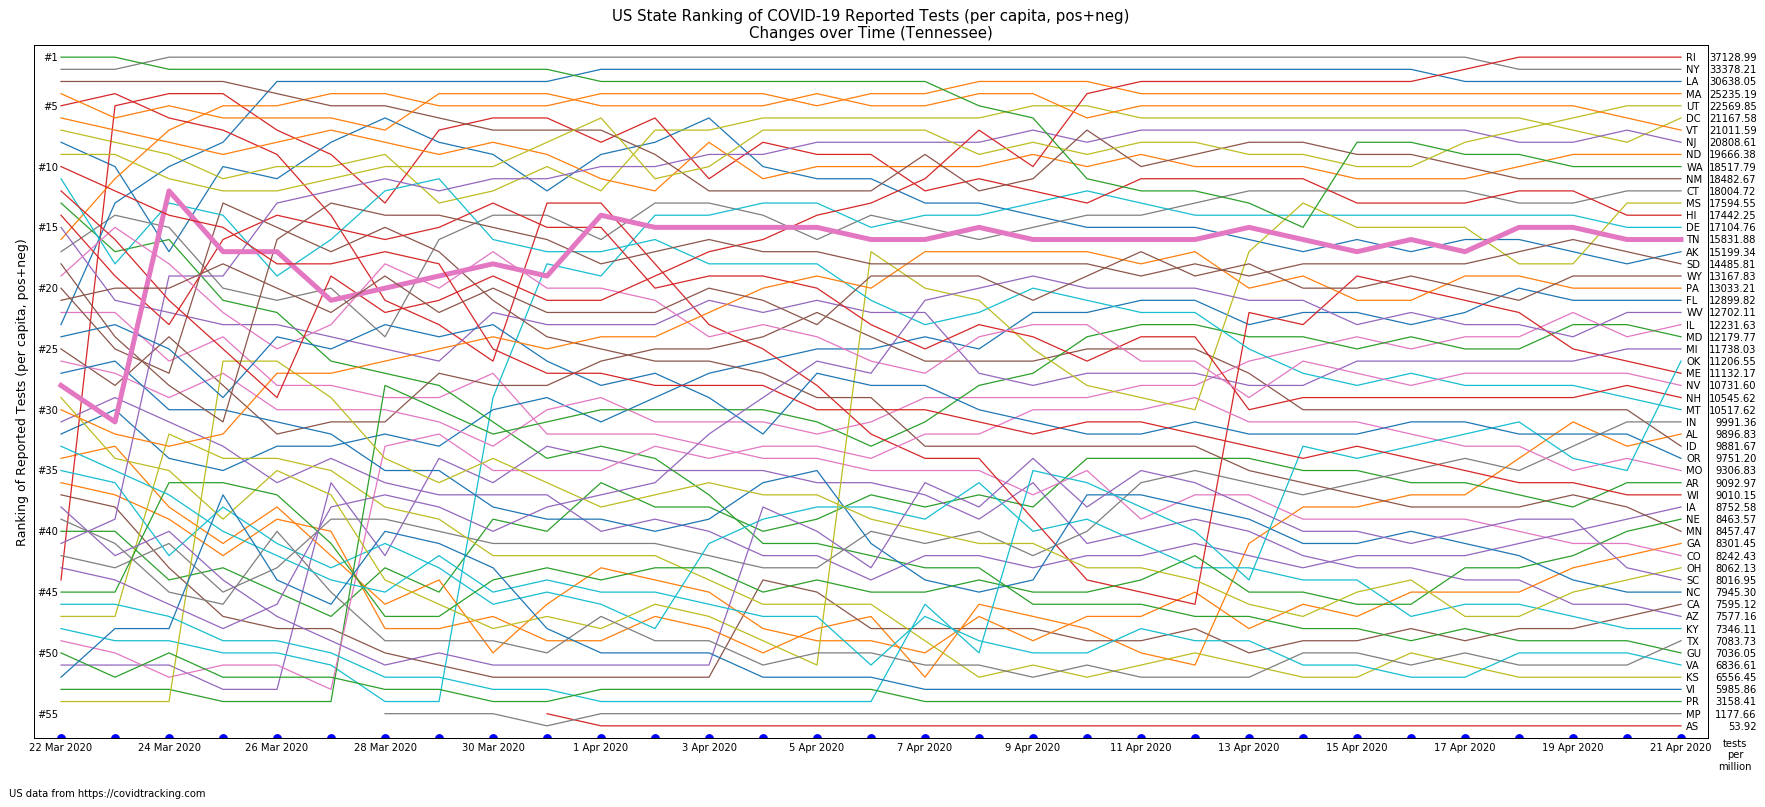 US State Ranking of COVID-19 Reported Tests (per capita, pos+neg)
Changes over Time (Tennessee)
Ranking of Reported Tests (per capita, pos+neg)
#1
#5
#10
#15
#20
#25
#30
#35
#40
#45
#50
#55
RI 37128.99
NY 33378.21
LA 30638.05
MA 25235.19
UT 22569.85
DC 21167.58
VT 21011.59
NJ 20808.61
ND 19666.38
WA 18517.79
NM 18482.67
CT 18004.72
MS 17594.55
HI 17442.25
DE 17104.76
TN 15831.88
AK 15199.34
SD 14485.81
WY 13167.83
PA 13033.21
FL 12899.82
WV 12702.11
IL 12231.63
MD 12179.77
MI 11738.03
OK 11206.55
ME 11132.17
NV 10731.60
NH 10545.62
MT 10517.62
IN 9991.36
AL 9896.83
ID 9881.67
OR 9751.20
MO 9306.83
AR 9092.97
WI 9010.15
IA 8752.58
NE 8463.57
MN 8457.47
GA 8301.45
CO 8242.43
OH 8062.13
SC 8016.95
NC 7945.30
CA 7595.12
AZ 7577.16
KY 7346.11
TX 7083.73
GU 7036.05
VA 6836.61
KS 6556.45
VI 5985.86
PR 3158.41
MP 1177.66
AS 53.92
22 Mar 2020 24 Mar 2020 26 Mar 2020 28 Mar 2020 30 Mar 2020 1 Apr 2020 3 Apr 2020 5 Apr 2020 7 Apr 2020 9 Apr 2020 11 Apr 2020 13 Apr 2020 15 Apr 2020 17 Apr 2020 19 Apr 2020 21 Apr 2020
tests
per
million
US data from https://covidtracking.com